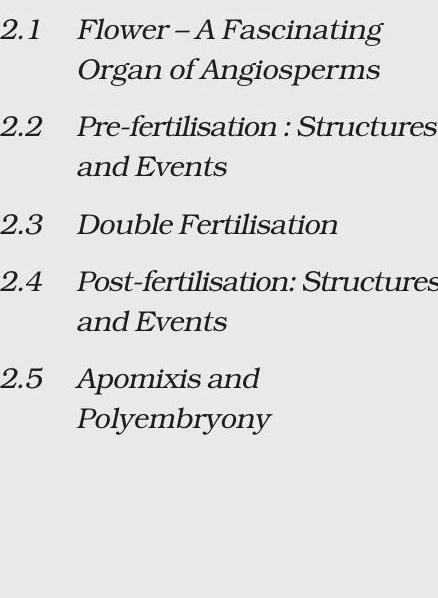 2.1 Flower – A Fascinating
Organ of Angiosperms
2.2 Pre-fertilisation : Structures
and Events
2.3 Double Fertilisation
2.4 Post-fertilisation: Structures
and Events
2.5 Apomixis and
Polyembryony